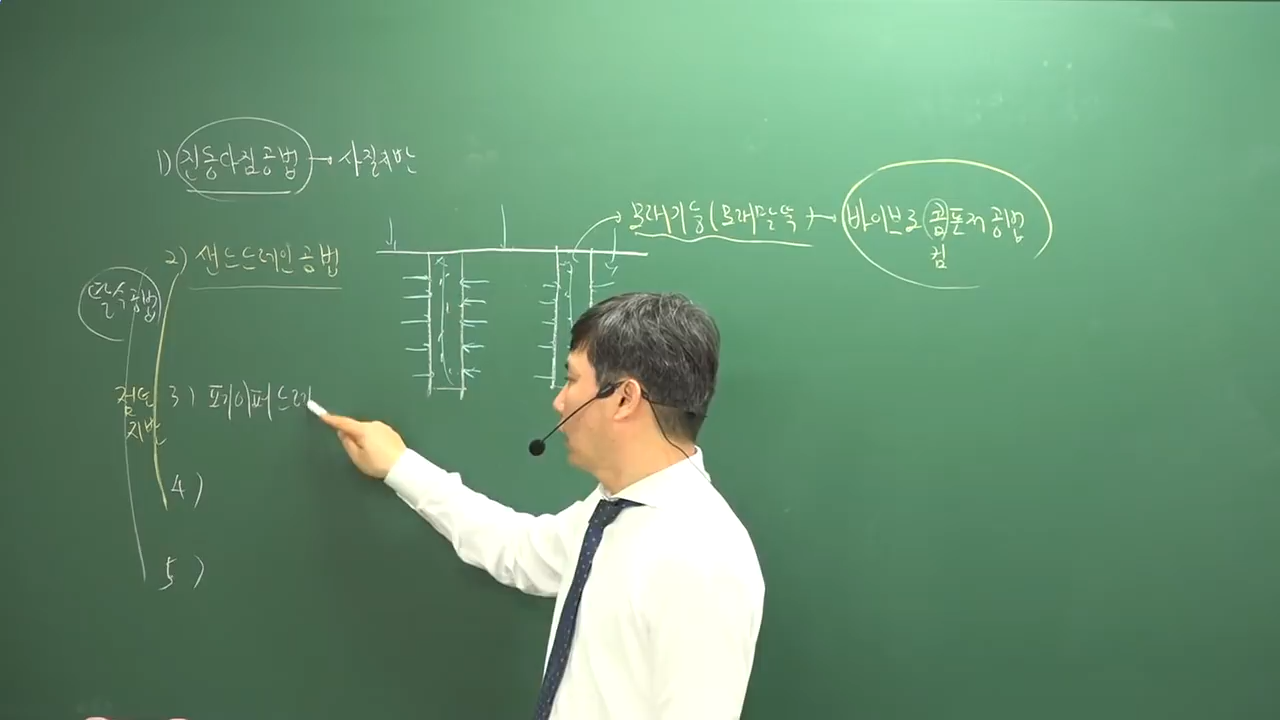 1) 진동다짐공법 → 사질지반
모래기둥(모래말뚝) → 바이브로 콤포져 공법
컴
2) 샌드드레인공법
탈수공법
점토
지반
3) 페이퍼드레
4)
5)